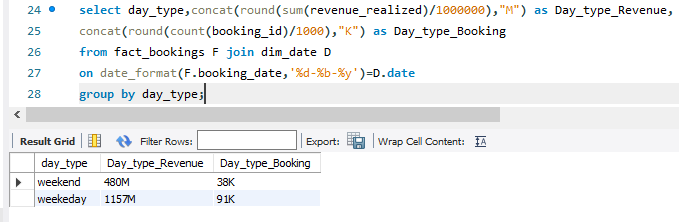 24 select day_type,concat(round(sum(revenue_realized)/1000000),"M") as Day_type_Revenue,
25 concat(round(count(booking_id)/1000),"K") as Day_type_Booking
26 from fact_bookings F join dim_date D
27 on date_format(F.booking_date,'%d-%b-%y')=D.date
28 group by day_type;
Result Grid Filter Rows: Export: Wrap Cell Content: IA
day_type Day_type_Revenue Day_type_Booking
weekend 480M 38K
weekeday 1157M 91K